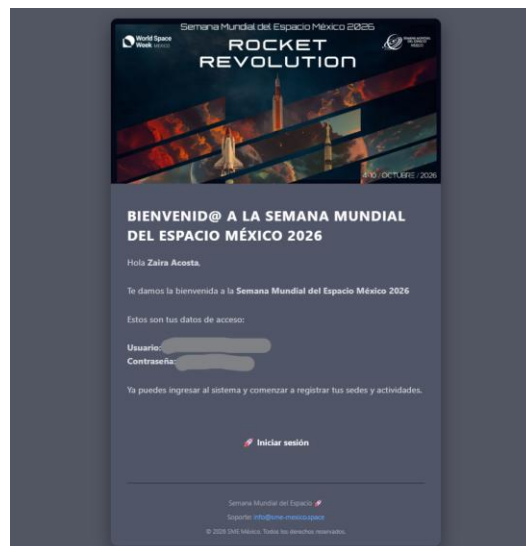 Semana Mundial del Espacio México 2026
World Space
Week MÉXICO
ROCKET
REVOLUTION
4-10 / OCTUBRE / 2026
BIENVENID@ A LA SEMANA MUNDIAL
DEL ESPACIO MÉXICO 2026
Hola Zaira Acosta,
Te damos la bienvenida a la Semana Mundial del Espacio México 2026
Estos son tus datos de acceso:
Usuario:
Contraseña:
Ya puedes ingresar al sistema y comenzar a registrar tus sedes y actividades.
🚀 Iniciar sesión
Semana Mundial del Espacio 🚀
Soporte: info@sme-mexico.space
© 2026 SME México. Todos los derechos reservados.